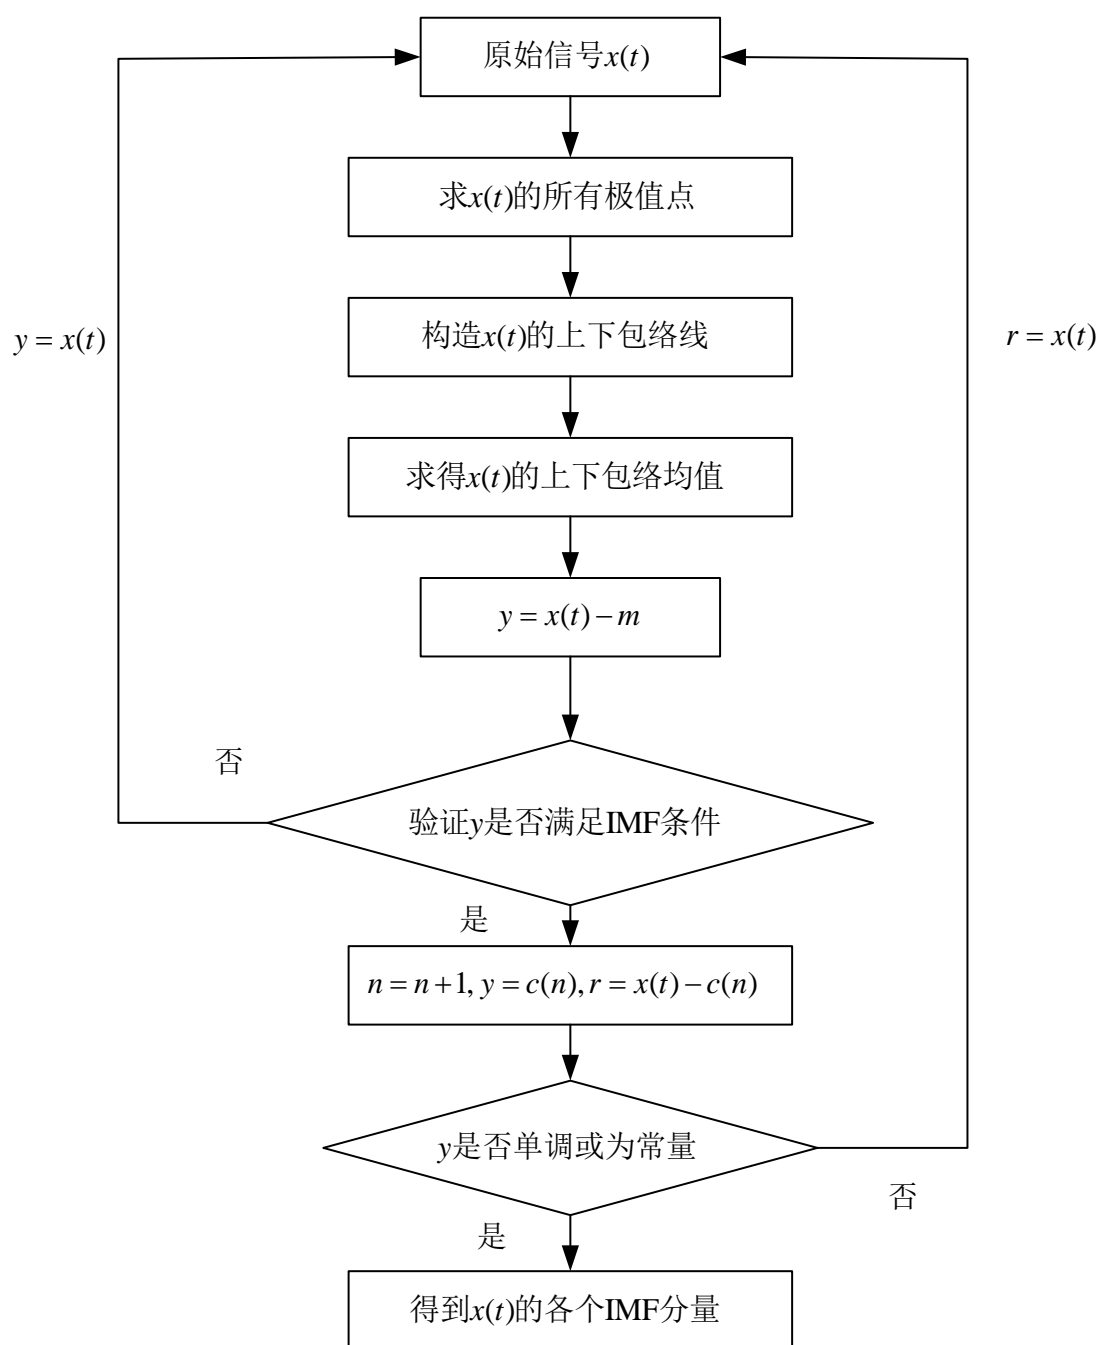 原始信号x(t)
求x(t)的所有极值点
构造x(t)的上下包络线
y = x(t)
r = x(t)
求得x(t)的上下包络均值
y = x(t) − m
否
验证y是否满足IMF条件
是
n = n +1, y = c(n), r = x(t) − c(n)
y是否单调或为常量
否
是
得到x(t)的各个IMF分量